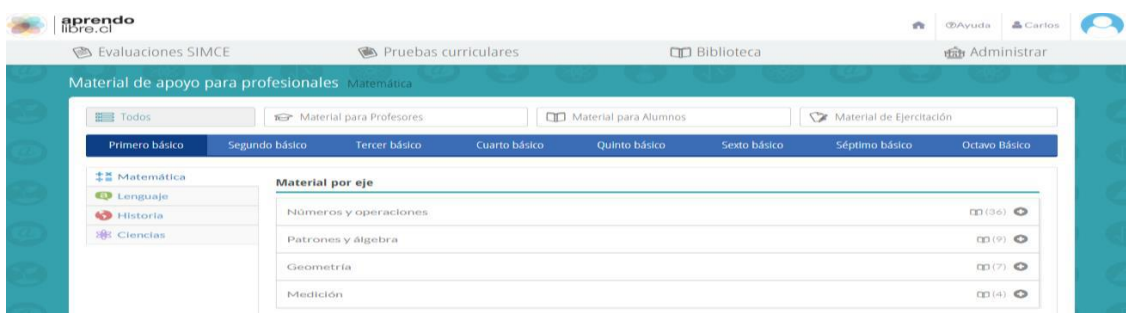 aprendo
libre.cl
Ayuda Carlos
Evaluaciones SIMCE Pruebas curriculares Biblioteca Administrar
Material de apoyo para profesionales Matemática
Todos Material para Profesores Material para Alumnos Material de Ejercitación
Primero básico Segundo básico Tercer básico Cuarto básico Quinto básico Sexto básico Séptimo básico Octavo Básico
Matemática
Lenguaje
Historia
Ciencias
Material por eje
Números y operaciones (36)
Patrones y álgebra (9)
Geometría (7)
Medición (4)